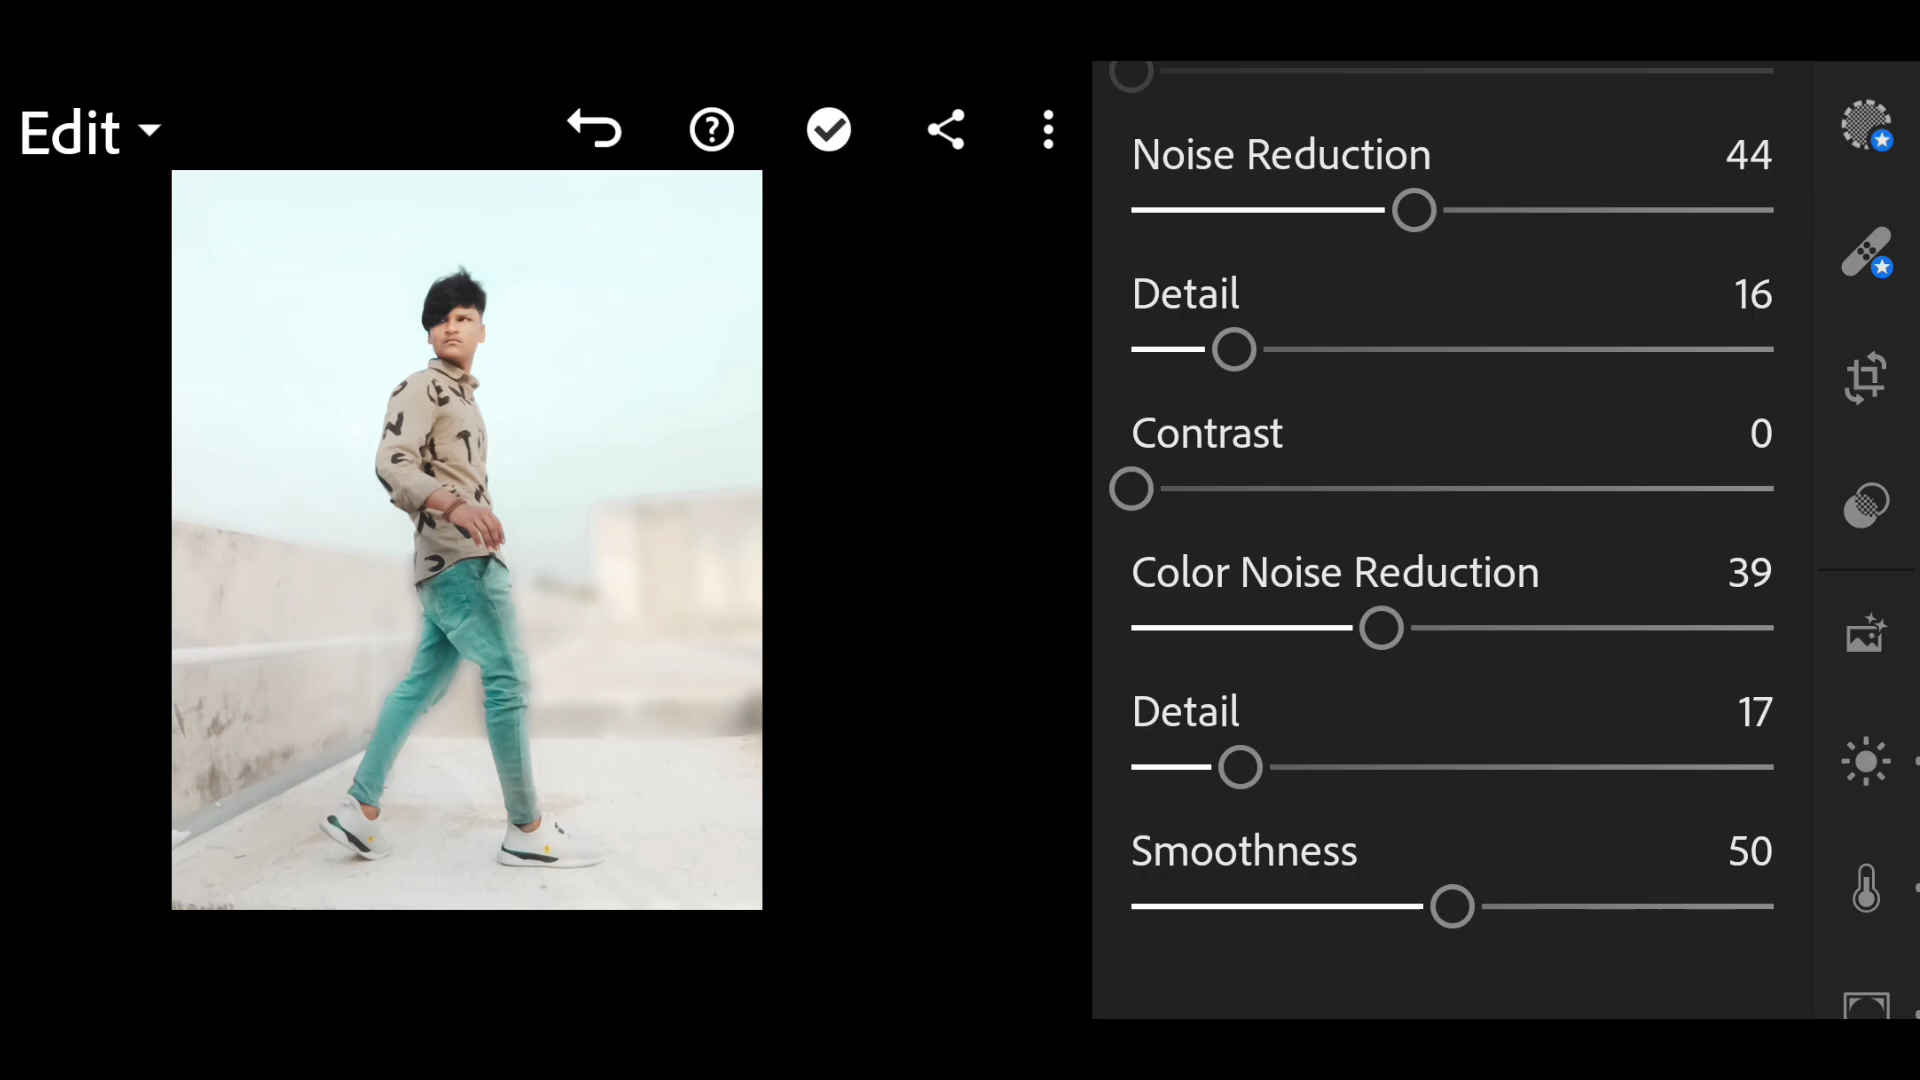 Edit
Noise Reduction 44
Detail 16
Contrast 0
Color Noise Reduction 39
Detail 17
Smoothness 50